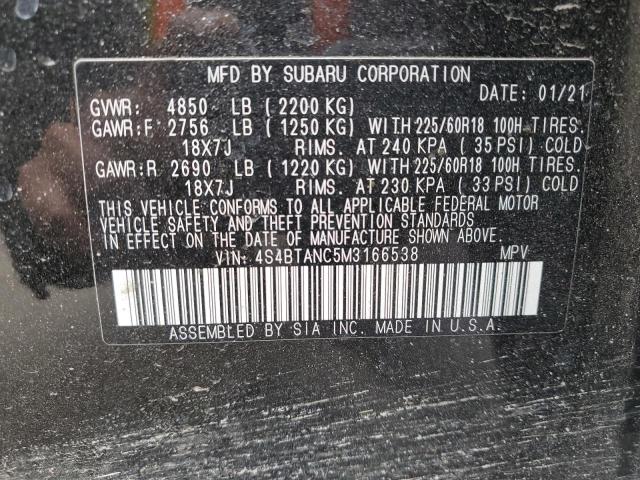 MFD BY SUBARU CORPORATION
DATE: 01/21
GVWR: 4850 LB ( 2200 KG)
GAWR:F 2756 LB ( 1250 KG) WITH 225/60R18 100H TIRES.
18X7J RIMS. AT 240 KPA ( 35 PSI) COLD
GAWR:R 2690 LB ( 1220 KG) WITH 225/60R18 100H TIRES.
18X7J RIMS. AT 230 KPA ( 33 PSI) COLD
THIS VEHICLE CONFORMS TO ALL APPLICABLE FEDERAL MOTOR
VEHICLE SAFETY AND THEFT PREVENTION STANDARDS
IN EFFECT ON THE DATE OF MANUFACTURE SHOWN ABOVE.
VIN: 4S4BTANC5M3166538 MPV
ASSEMBLED BY SIA INC. MADE IN U.S.A.